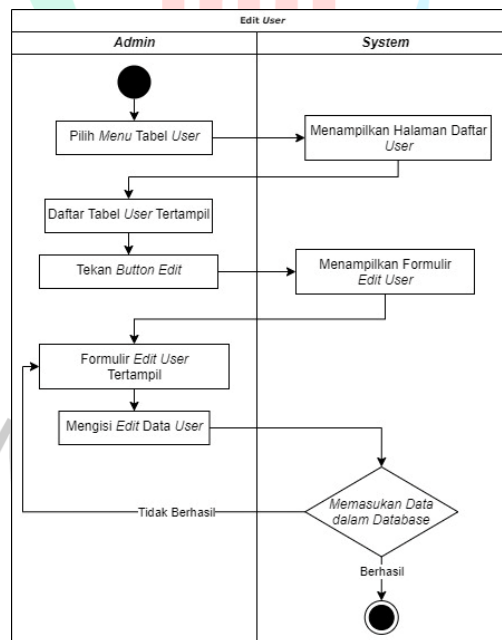 Edit User
Admin
System
Pilih Menu Tabel User
Menampilkan Halaman Daftar
User
Daftar Tabel User Tertampil
Tekan Button Edit
Menampilkan Formulir
Edit User
Formulir Edit User
Tertampil
Mengisi Edit Data User
Memasukan Data
dalam Database
Tidak Berhasil
Berhasil